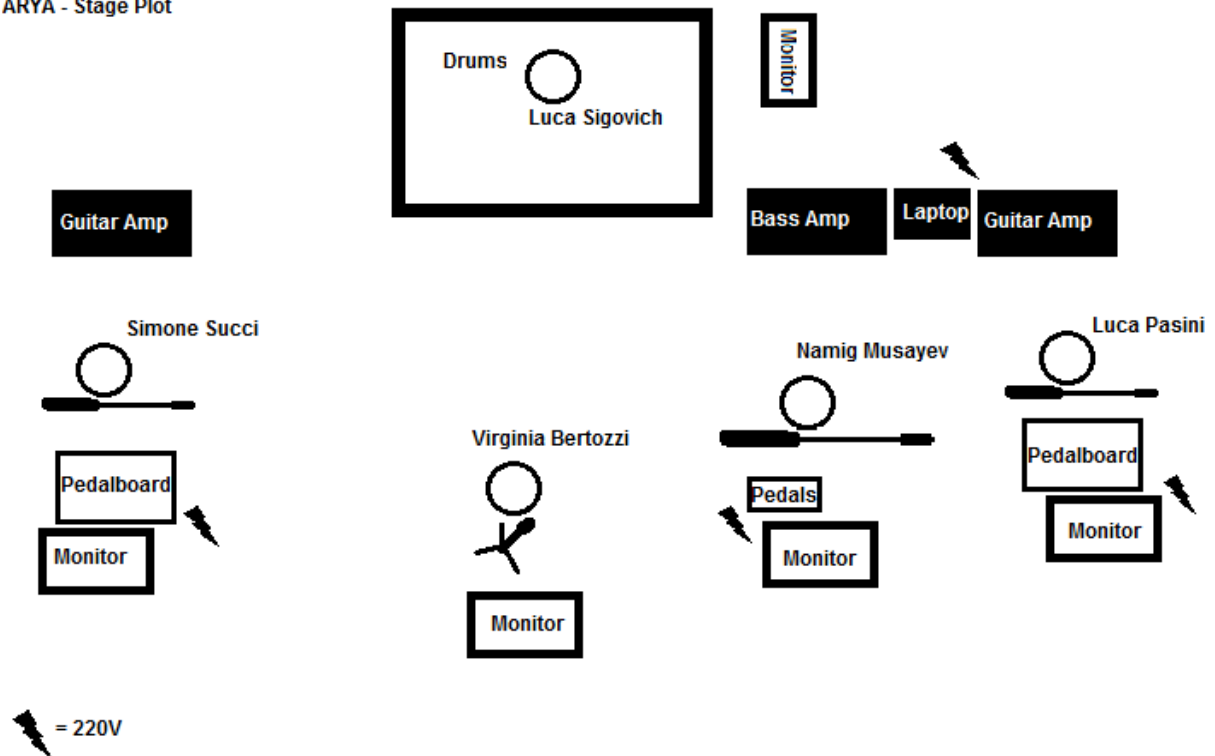 ARYA - Stage Plot
Drums
Luca Sigovich
Monitor
Guitar Amp
Bass Amp
Laptop
Guitar Amp
Simone Succi
Virginia Bertozzi
Namig Musayev
Luca Pasini
Pedalboard
Monitor
Monitor
Pedals
Monitor
Pedalboard
Monitor
= 220V